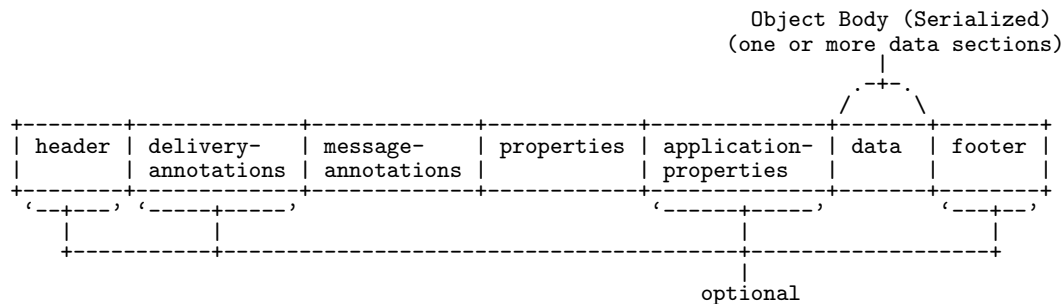 Object Body (Serialized)
(one or more data sections)
|
.-+-.
/     \
+--------+-------------+-------------+------------+--------------+-------+--------+
| header | delivery-   | message-    | properties | application- | data  | footer |
|        | annotations | annotations |            | properties   |       |        |
+--------+-------------+-------------+------------+--------------+-------+--------+
‘--+---’ ‘-----+-----’ ‘------+-----’ ‘---+--’
| | | |
+-----------+----------------------------------------+-------------------+
|
optional